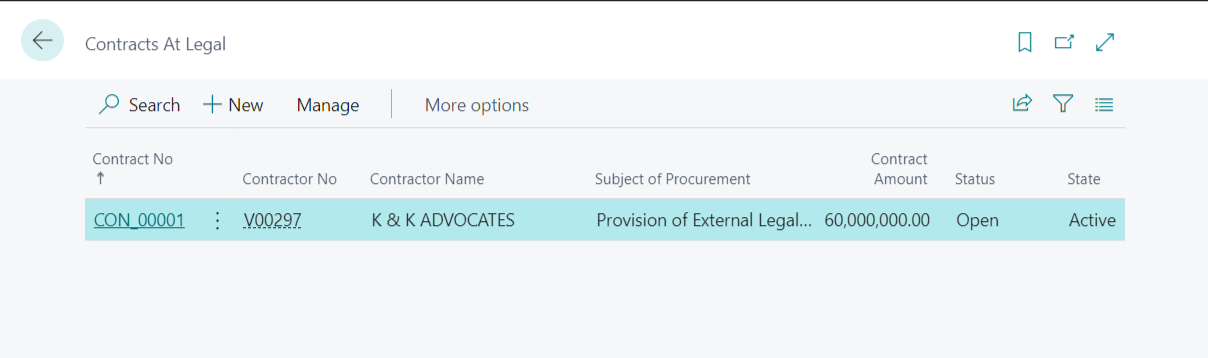 Contracts At Legal
Search New Manage More options
Contract No ↑ Contractor No Contractor Name Subject of Procurement Contract Amount Status State
CON_00001 V00297 K & K ADVOCATES Provision of External Legal... 60,000,000.00 Open Active